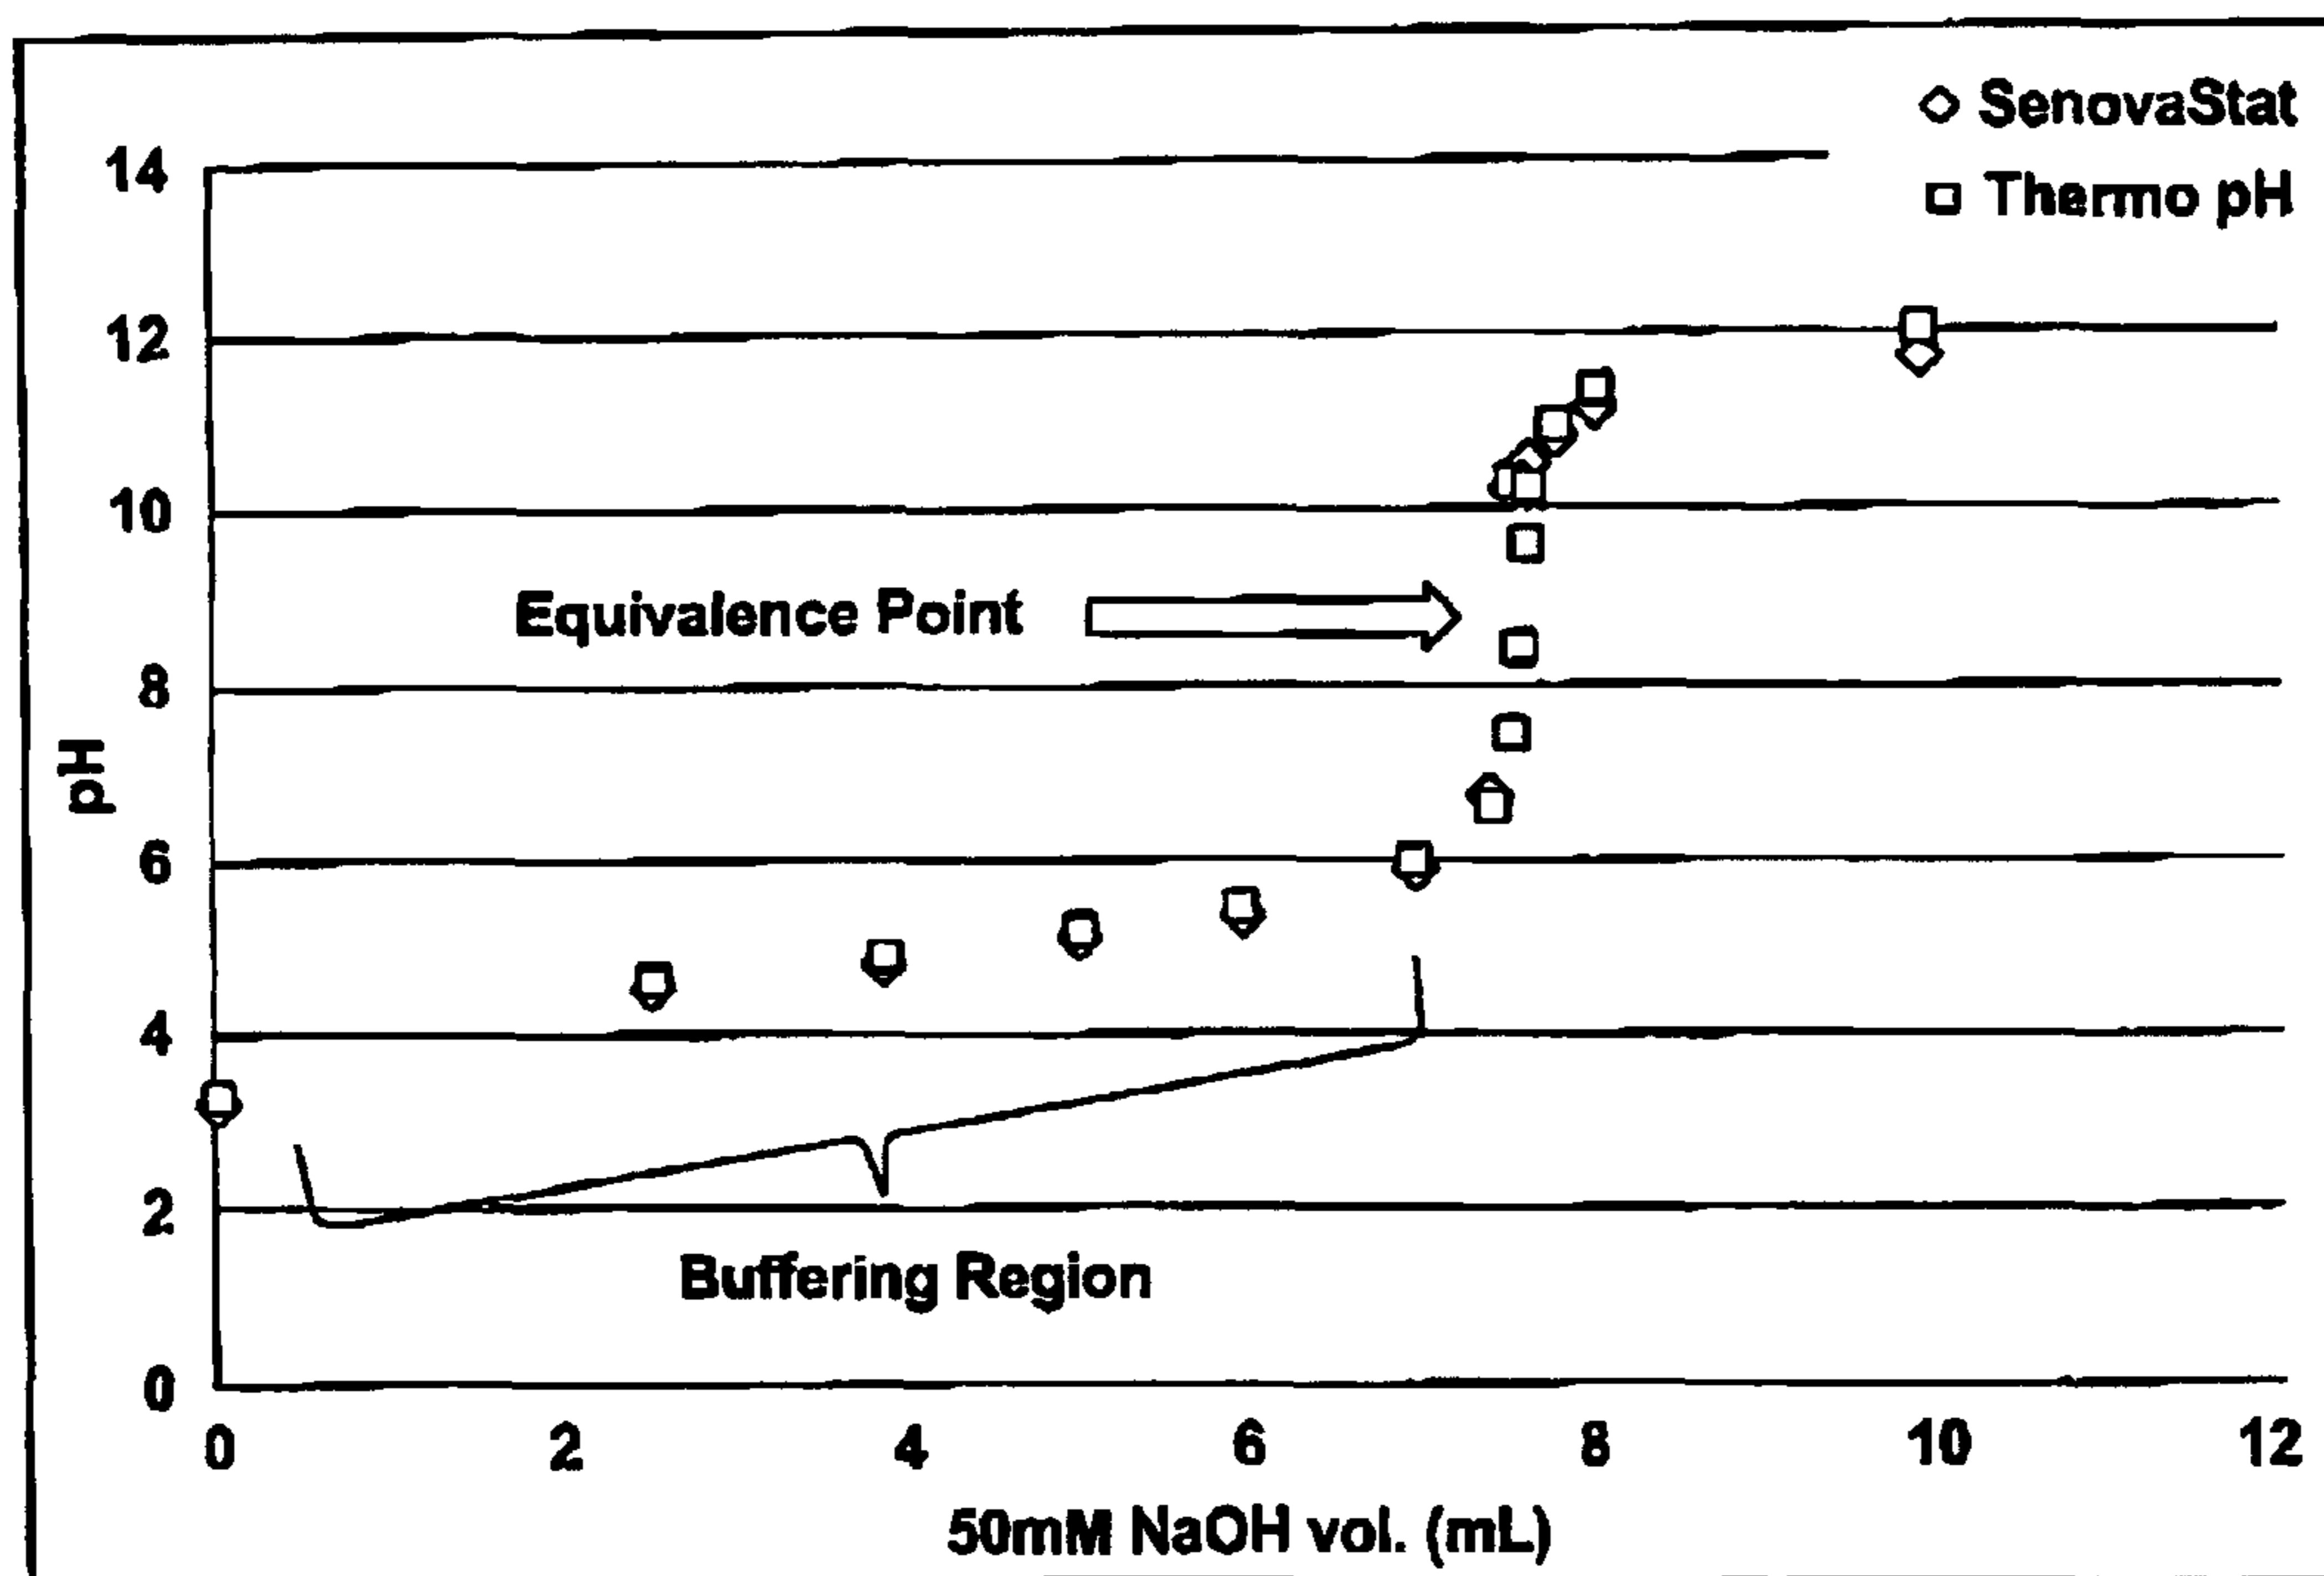 SenovaStat
Thermo pH
14
12
10
Equivalence Point
8
pH
6
4
2
Buffering Region
0
0 2 4 6 8 10 12
50mM NaOH vol. (mL)